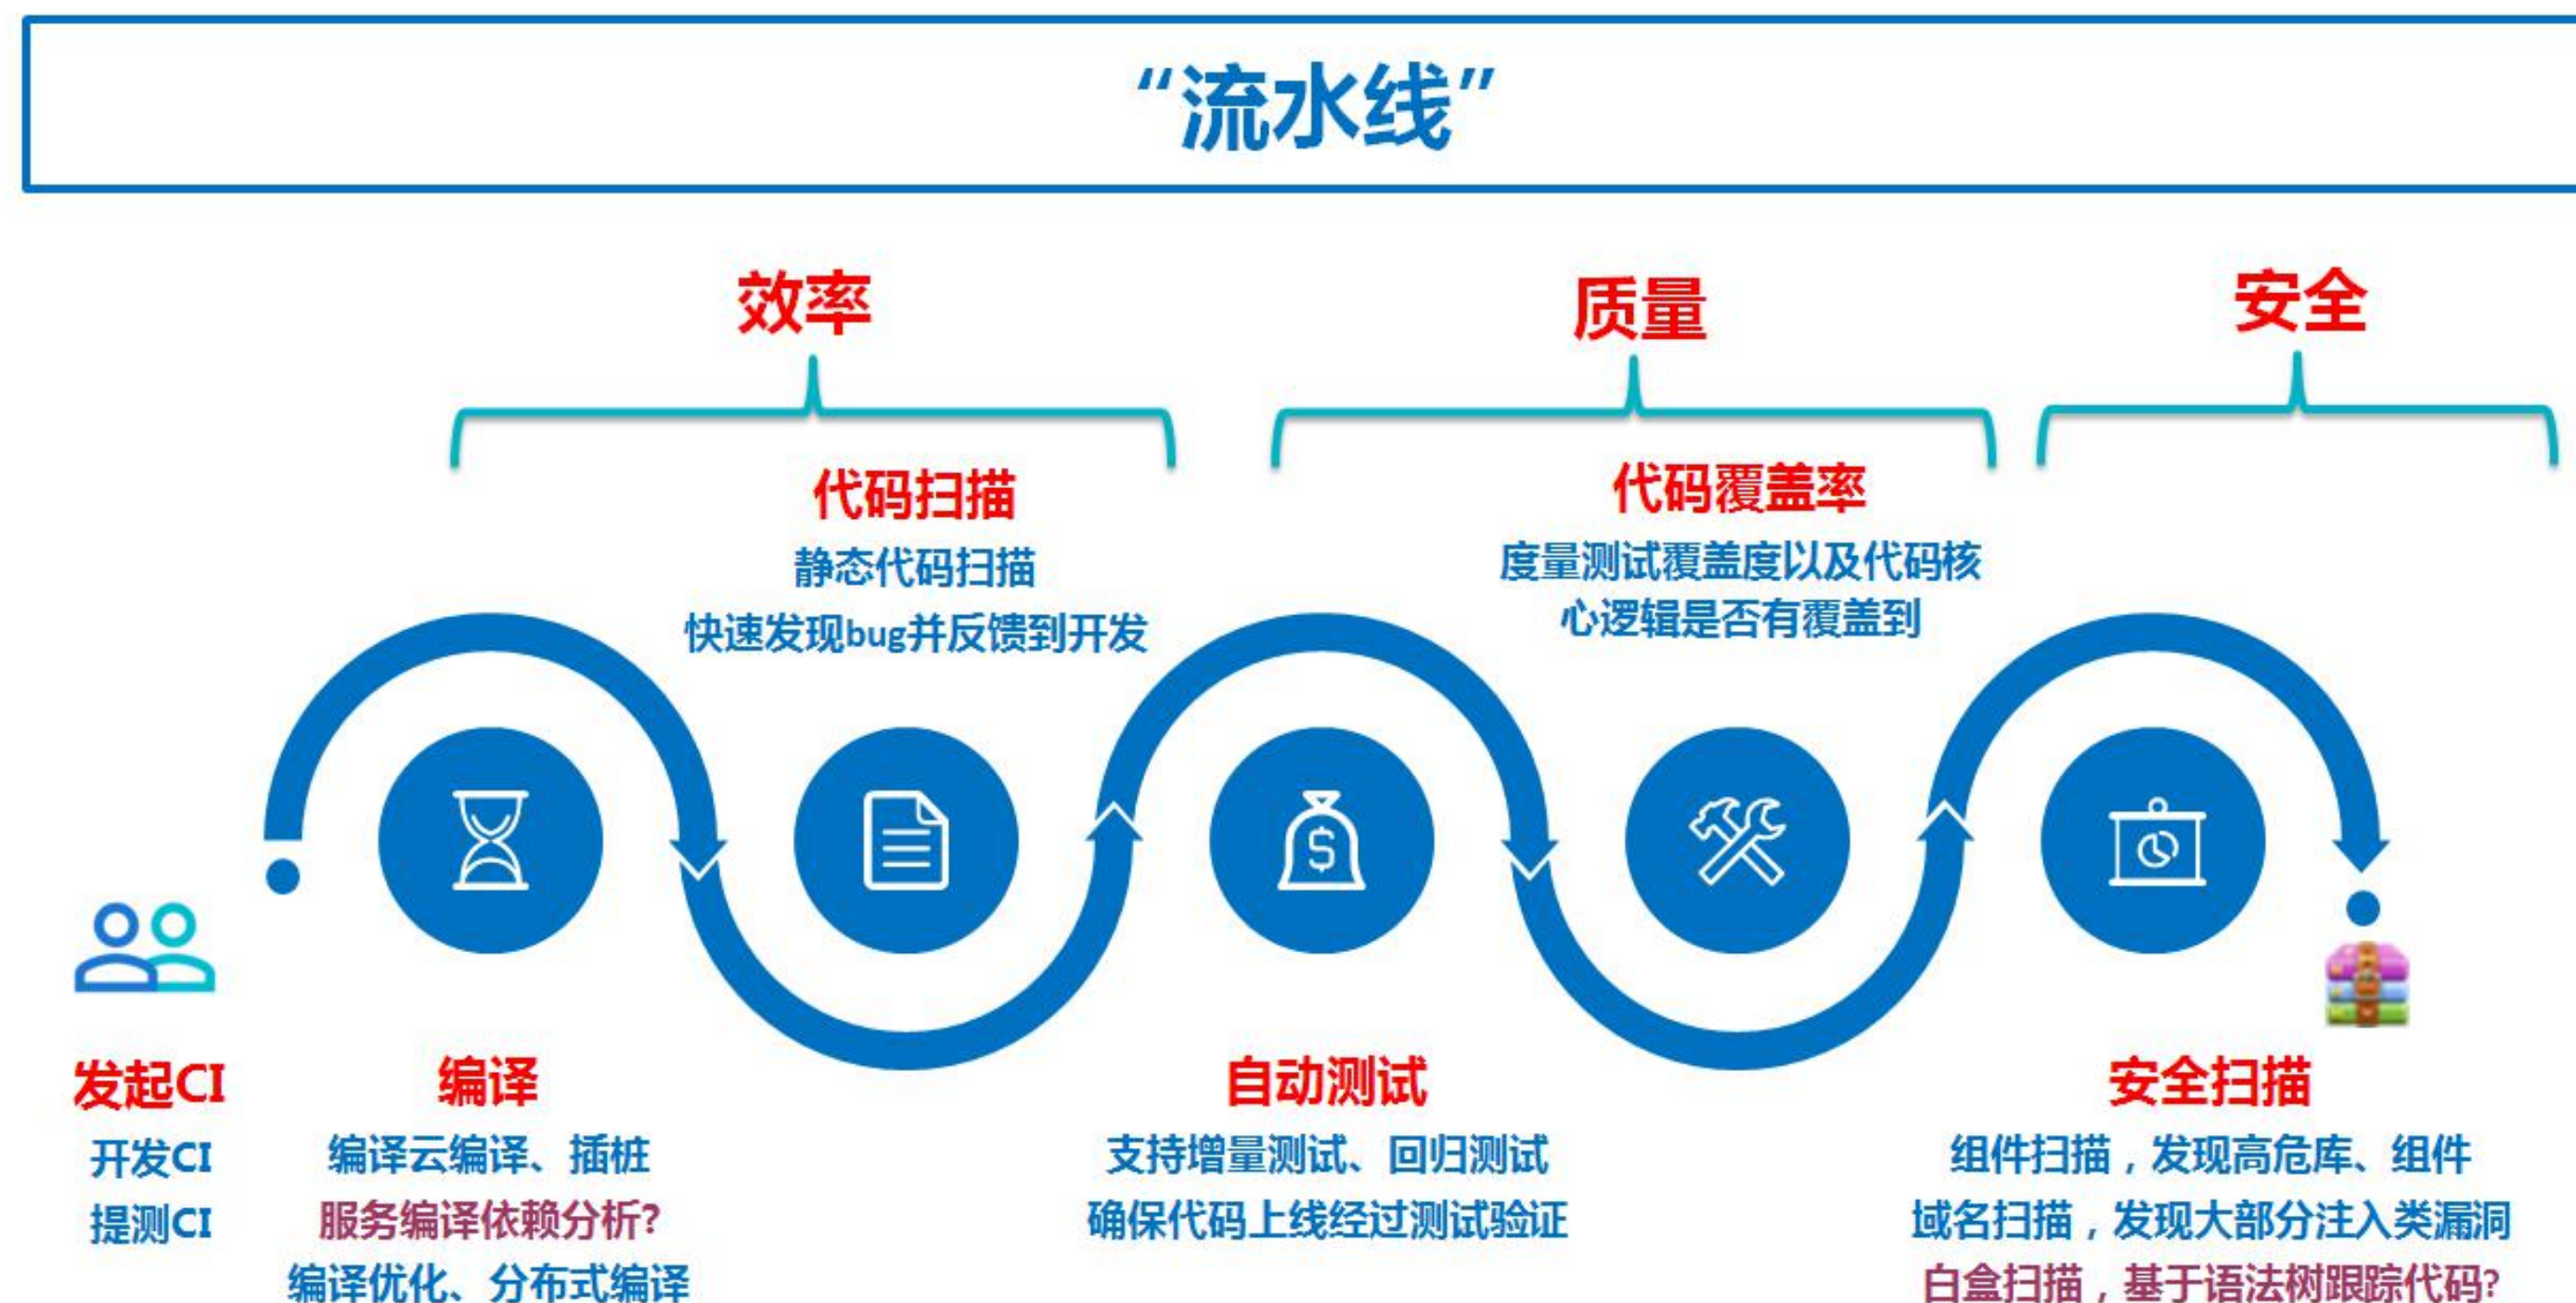 “流水线”
效率
质量
安全
代码扫描
静态代码扫描
快速发现bug并反馈到开发
代码覆盖率
度量测试覆盖度以及代码核
心逻辑是否有覆盖到
发起CI
开发CI
提测CI
编译
编译云编译、插桩
服务编译依赖分析?
编译优化、分布式编译
自动测试
支持增量测试、回归测试
确保代码上线经过测试验证
安全扫描
组件扫描，发现高危库、组件
域名扫描，发现大部分注入类漏洞
白盒扫描，基于语法树跟踪代码?